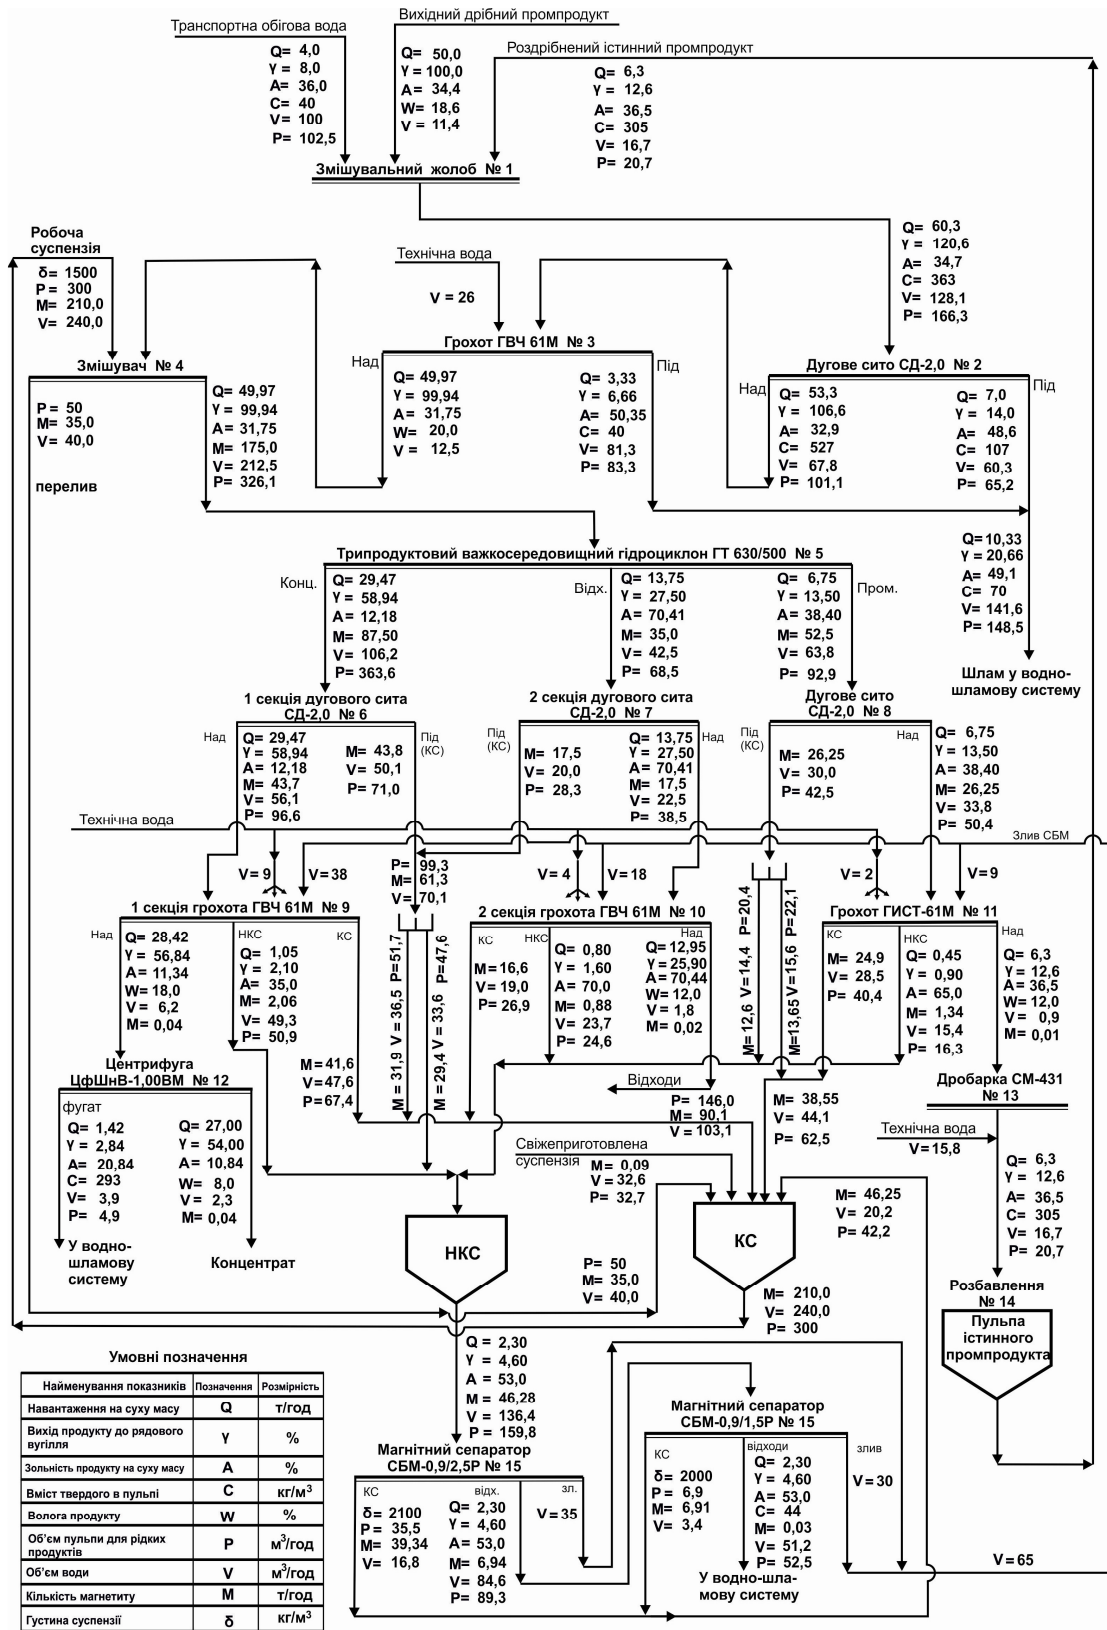 Транспортна обігова вода
Q= 4,0
γ = 8,0
A= 36,0
C= 40
V= 100
P= 102,5
Вихідний дрібний промпродукт
Q= 50,0
γ = 100,0
A = 34,4
W= 18,6
V = 11,4
Роздрібнений істинний промпродукт
Q= 6,3
γ = 12,6
A= 36,5
C= 305
V= 16,7
P= 20,7
Змішувальний жолоб № 1
Q= 60,3
γ = 120,6
A= 34,7
C= 363
V= 128,1
P= 166,3
Робоча
суспензія
δ= 1500
P = 300
M= 210,0
V= 240,0
Технічна вода
V = 26
Змішувач № 4
P = 50
M= 35,0
V= 40,0
перелив
Q= 49,97
γ = 99,94
A = 31,75
M= 175,0
V= 212,5
P= 326,1
Грохот ГВЧ 61М № 3
Над
Q= 49,97
γ = 99,94
A = 31,75
W= 20,0
V = 12,5
Під
Q= 3,33
γ = 6,66
A = 50,35
C= 40
V= 81,3
P= 83,3
Дугове сито СД-2,0 № 2
Над
Q= 53,3
γ = 106,6
A= 32,9
C= 527
V= 67,8
P= 101,1
Під
Q= 7,0
γ = 14,0
A= 48,6
C= 107
V= 60,3
P= 65,2
Q=10,33
γ = 20,66
A= 49,1
C= 70
V= 141,6
P= 148,5
Шлам у водно-
шламову систему
Трипродуктовий важкосередовищний гідроциклон ГТ 630/500 № 5
Конц.
Q= 29,47
γ = 58,94
A = 12,18
M= 87,50
V= 106,2
P= 363,6
Відх.
Q= 13,75
γ = 27,50
A= 70,41
M= 35,0
V= 42,5
P= 68,5
Пром.
Q= 6,75
γ = 13,50
A= 38,40
M= 52,5
V= 63,8
P= 92,9
1 секція дугового сита
СД-2,0 № 6
Над
Q= 29,47
γ = 58,94
A = 12,18
M= 43,7
V= 56,1
P= 96,6
M= 43,8
V= 50,1
P= 71,0
Під
(КС)
2 секція дугового сита
СД-2,0 № 7
Під
(КС)
M= 17,5
V= 20,0
P = 28,3
Q= 13,75
γ = 27,50
A= 70,41
M= 17,5
V= 22,5
P= 38,5
Над
Дугове сито
СД-2,0 № 8
Під
(КС)
M= 26,25
V= 30,0
P= 42,5
Над
Q= 6,75
γ = 13,50
A= 38,40
M= 26,25
V= 33,8
P= 50,4
Технічна вода
Злив СБМ
V= 9
V= 38
P= 99,3
M= 61,3
V= 70,1
V= 4
V=18
V= 2
V=9
1 секція грохота ГВЧ 61М № 9
Над
Q= 28,42
γ = 56,84
A = 11,34
W= 18,0
V = 6,2
M= 0,04
НКС
Q= 1,05
γ = 2,10
A= 35,0
M= 2,06
V= 49,3
P= 50,9
КС
M= 41,6
V= 47,6
P= 67,4
M = 31,9 V = 36,5 P=51,7
M = 29,4 V = 33,6 P=47,6
2 секція грохота ГВЧ 61М № 10
КС
M= 16,6
V= 19,0
P= 26,9
НКС
Q= 0,80
γ = 1,60
A= 70,0
M= 0,88
V= 23,7
P= 24,6
Над
Q= 12,95
γ = 25,90
A= 70,44
W= 12,0
V= 1,8
M= 0,02
M= 12,6 V=14,4 P=20,4
M=13,65 V=15,6 P=22,1
Грохот ГИСТ-61М № 11
КС
M= 24,9
V= 28,5
P= 40,4
НКС
Q= 0,45
γ = 0,90
A= 65,0
M= 1,34
V= 15,4
P= 16,3
Над
Q= 6,3
γ = 12,6
A= 36,5
W= 12,0
V = 0,9
M= 0,01
Центрифуга
ЦфШнВ-1,00ВМ № 12
фугат
Q= 1,42
γ = 2,84
A= 20,84
C= 293
V= 3,9
P= 4,9
У водно-
шламову
систему
Q= 27,00
γ = 54,00
A = 10,84
W= 8,0
V = 2,3
M= 0,04
Концентрат
Відходи
P= 146,0
M= 90,1
V = 103,1
M= 38,55
V= 44,1
P= 62,5
Дробарка СМ-431
№ 13
Технічна вода
V= 15,8
Q= 6,3
γ = 12,6
A= 36,5
C= 305
V= 16,7
P= 20,7
Свіжеприготовлена
суспензія
M= 0,09
V= 32,6
P= 32,7
M= 46,25
V= 20,2
P= 42,2
НКС
КС
P= 50
M= 35,0
V= 40,0
M= 210,0
V= 240,0
P= 300
Розбавлення
№ 14
Пульпа
істинного
промпродукта
Q = 2,30
γ = 4,60
A = 53,0
M = 46,28
V = 136,4
P = 159,8
Магнітний сепаратор
СБМ-0,9/2,5Р № 15
КС
δ= 2100
P= 35,5
M= 39,34
V= 16,8
відх.
Q= 2,30
γ = 4,60
A= 53,0
M= 6,94
V= 84,6
P= 89,3
зл.
V= 35
Магнітний сепаратор
СБМ-0,9/1,5Р № 15
КС
δ= 2000
P= 6,9
M= 6,91
V= 3,4
відходи
Q= 2,30
γ = 4,60
A= 53,0
C= 44
M= 0,03
V= 51,2
P= 52,5
У водно-шла-
мову систему
злив
V= 30
V= 65
Умовні позначення
Найменування показників Позначення Розмірність
Навантаження на суху масу Q т/год
Вихід продукту до рядового
вугілля γ %
Зольність продукту на суху масу A %
Вміст твердого в пульпі C кг/м³
Волога продукту W %
Об’єм пульпи для рідких
продуктів P м³/год
Об’єм води V м³/год
Кількість магнетиту M т/год
Густина суспензії δ кг/м³